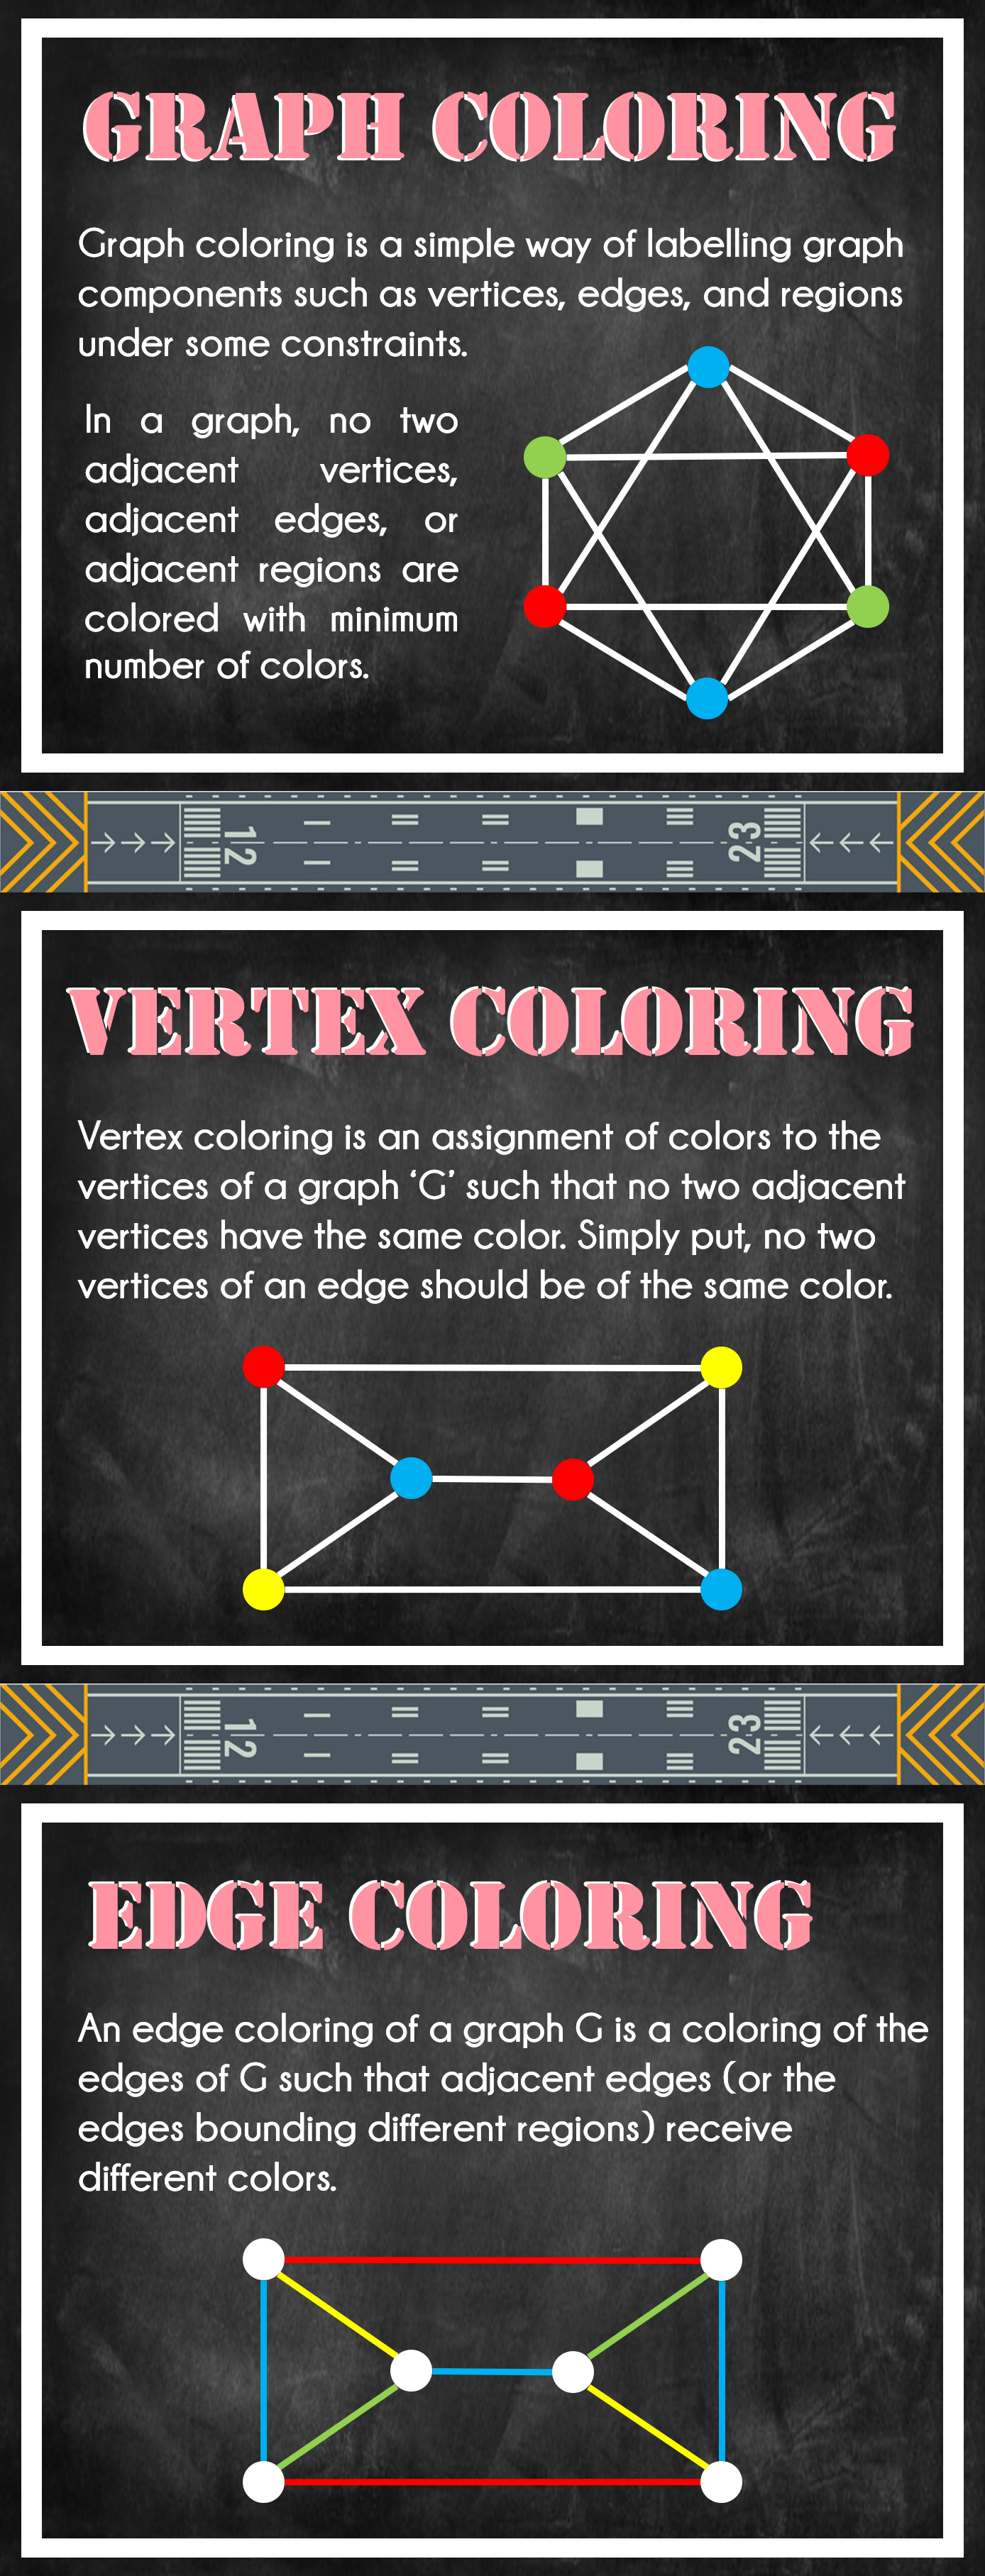 GRAPH COLORING
Graph coloring is a simple way of labelling graph
components such as vertices, edges, and regions
under some constraints.
In a graph, no two
adjacent vertices,
adjacent edges, or
adjacent regions are
colored with minimum
number of colors.
12
23
VERTEX COLORING
Vertex coloring is an assignment of colors to the
vertices of a graph ‘G’ such that no two adjacent
vertices have the same color. Simply put, no two
vertices of an edge should be of the same color.
12
23
EDGE COLORING
An edge coloring of a graph G is a coloring of the
edges of G such that adjacent edges (or the
edges bounding different regions) receive
different colors.